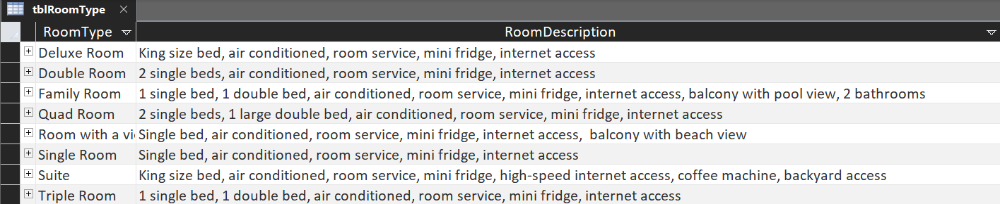 tblRoomType
RoomType RoomDescription
Deluxe Room King size bed, air conditioned, room service, mini fridge, internet access
Double Room 2 single beds, air conditioned, room service, mini fridge, internet access
Family Room 1 single bed, 1 double bed, air conditioned, room service, mini fridge, internet access, balcony with pool view, 2 bathrooms
Quad Room 2 single beds, 1 large double bed, air conditioned, room service, mini fridge, internet access
Room with a vi Single bed, air conditioned, room service, mini fridge, internet access,  balcony with beach view
Single Room Single bed, air conditioned, room service, mini fridge, internet access
Suite King size bed, air conditioned, room service, mini fridge, high-speed internet access, coffee machine, backyard access
Triple Room 1 single bed, 1 double bed, air conditioned, room service, mini fridge, internet access